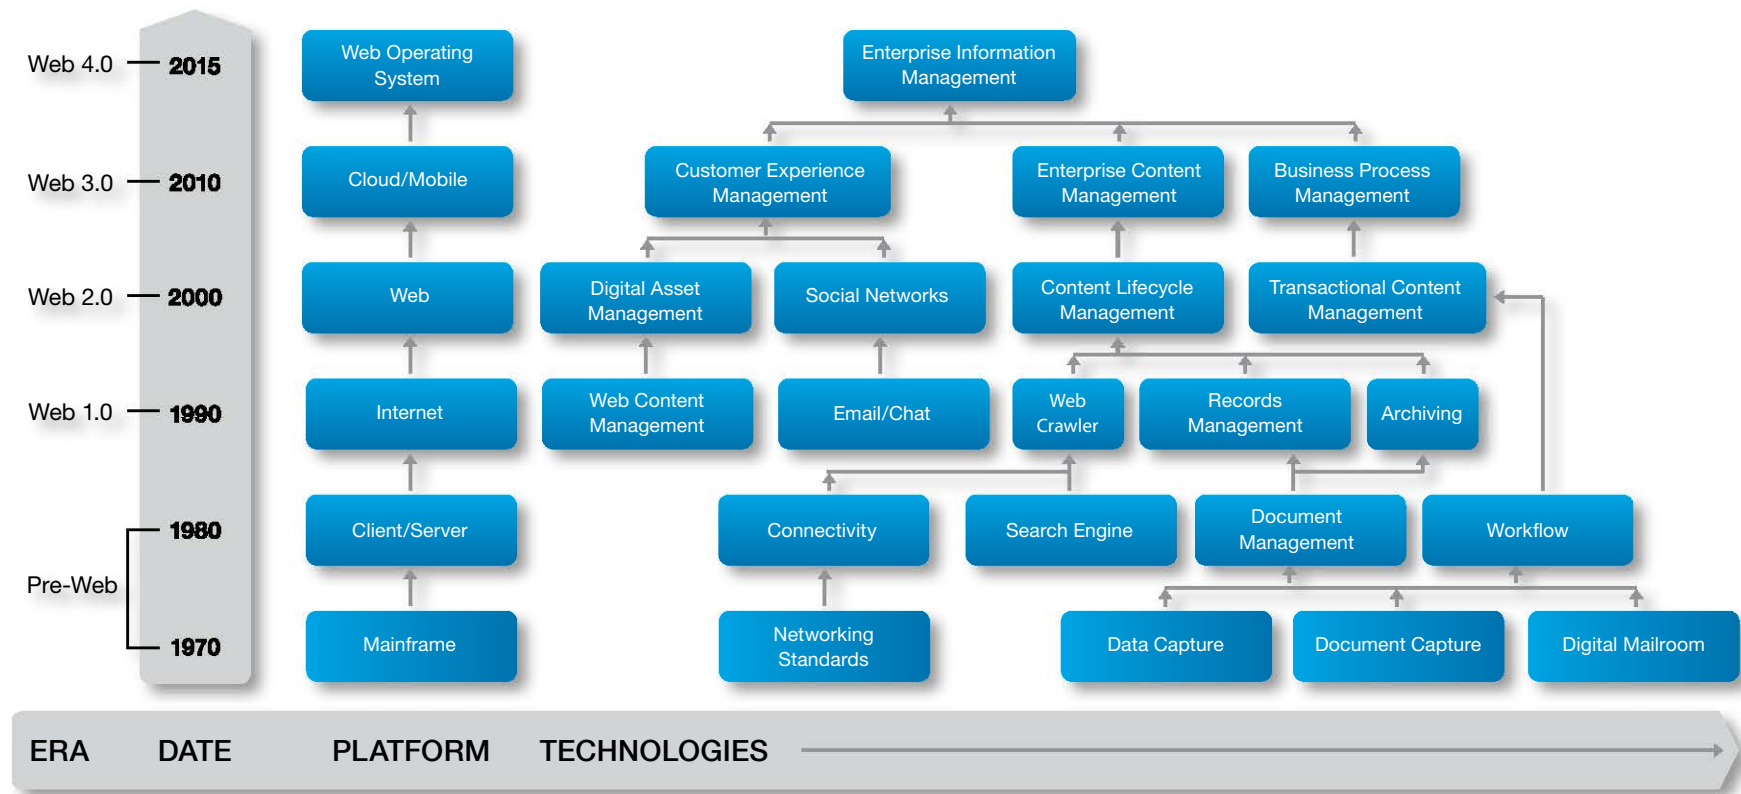 Web 4.0
2015
Web Operating
System
Enterprise Information
Management
Web 3.0
2010
Cloud/Mobile
Customer Experience
Management
Enterprise Content
Management
Business Process
Management
Web 2.0
2000
Web
Digital Asset
Management
Social Networks
Content Lifecycle
Management
Transactional Content
Management
Web 1.0
1990
Internet
Web Content
Management
Email/Chat
Web
Crawler
Records
Management
Archiving
1980
Client/Server
Connectivity
Search Engine
Document
Management
Workflow
Pre-Web
1970
Mainframe
Networking
Standards
Data Capture
Document Capture
Digital Mailroom
ERA
DATE
PLATFORM
TECHNOLOGIES